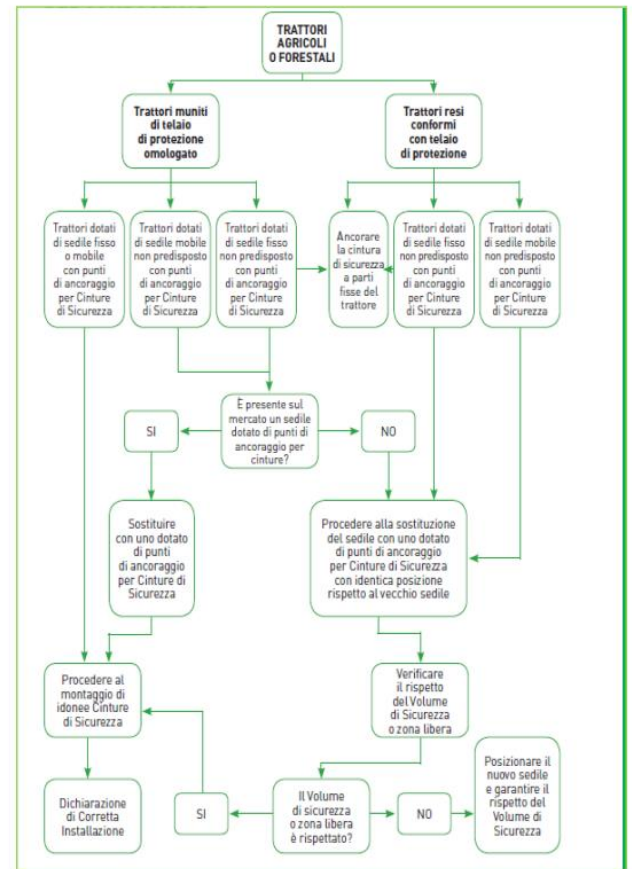 TRATTORI
AGRICOLI
O FORESTALI
Trattori muniti
di telaio
di protezione
omologato
Trattori resi
conformi
con telaio
di protezione
Trattori dotati
di sedile fisso
o mobile
con punti
di ancoraggio
per Cinture
di Sicurezza
Trattori dotati
di sedile mobile
non predisposto
con punti
di ancoraggio
per Cinture
di Sicurezza
Trattori dotati
di sedile fisso
non predisposto
con punti
di ancoraggio
per Cinture
di Sicurezza
Ancorare
la cintura
di sicurezza
a parti
fisse del
trattore
Trattori dotati
di sedile fisso
non predisposto
con punti
di ancoraggio
per Cinture
di Sicurezza
Trattori dotati
di sedile mobile
non predisposto
con punti
di ancoraggio
per Cinture
di Sicurezza
È presente sul
mercato un sedile
dotato di punti di
ancoraggio per
cinture?
SI
NO
Sostituire
con uno dotato
di punti
di ancoraggio
per Cinture di
Sicurezza
Procedere alla sostituzione
del sedile con uno dotato
di punti di ancoraggio
per Cinture di Sicurezza
con identica posizione
rispetto al vecchio sedile
Procedere al
montaggio di
idonee Cinture
di Sicurezza
Verificare
il rispetto
del Volume
di Sicurezza
o zona libera
Dichiarazione
di Corretta
Installazione
SI
Il Volume
di sicurezza
o zona libera
è rispettato?
NO
Posizionare il
nuovo sedile
e garantire il
rispetto del
Volume di
Sicurezza